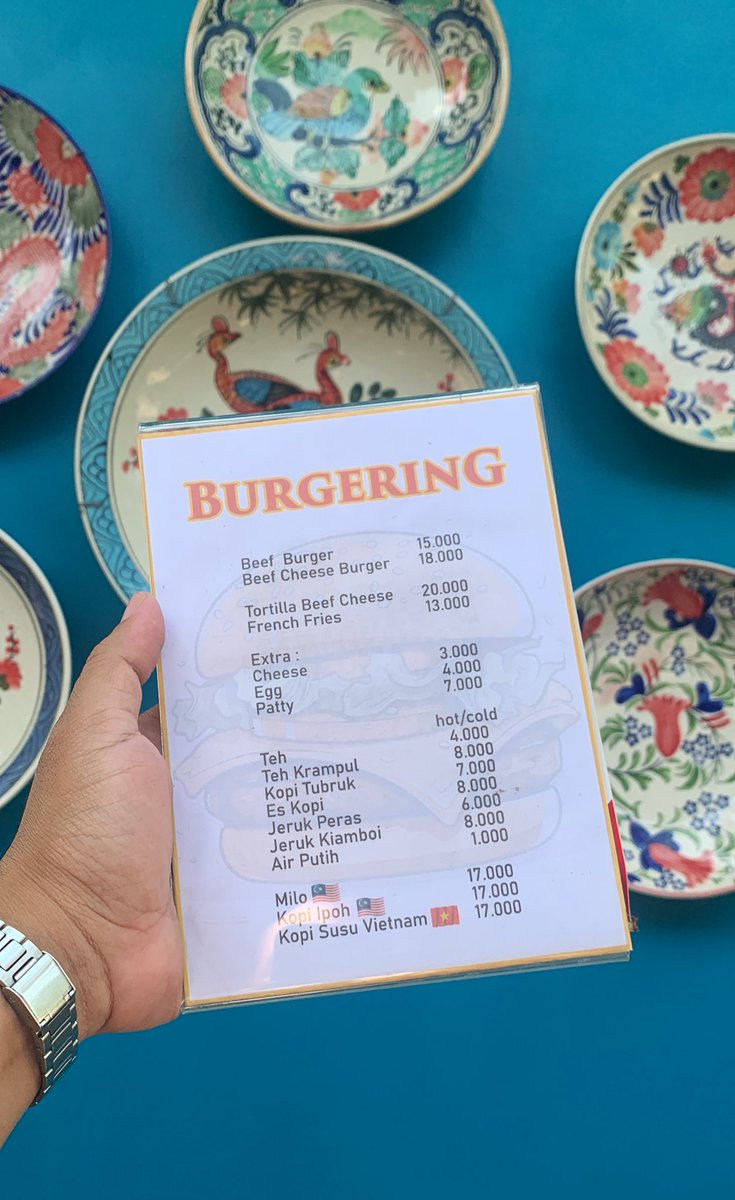 BURGERING
Beef Burger 15.000
Beef Cheese Burger 18.000
Tortilla Beef Cheese 20.000
French Fries 13.000
Extra :
Cheese 3.000
Egg 4.000
Patty 7.000
hot/cold
Teh 4.000
Teh Krampul 8.000
Kopi Tubruk 7.000
Es Kopi 8.000
Jeruk Peras 6.000
Jeruk Kiamboi 8.000
Air Putih 1.000
Milo 17.000
Kopi Ipoh 17.000
Kopi Susu Vietnam 17.000